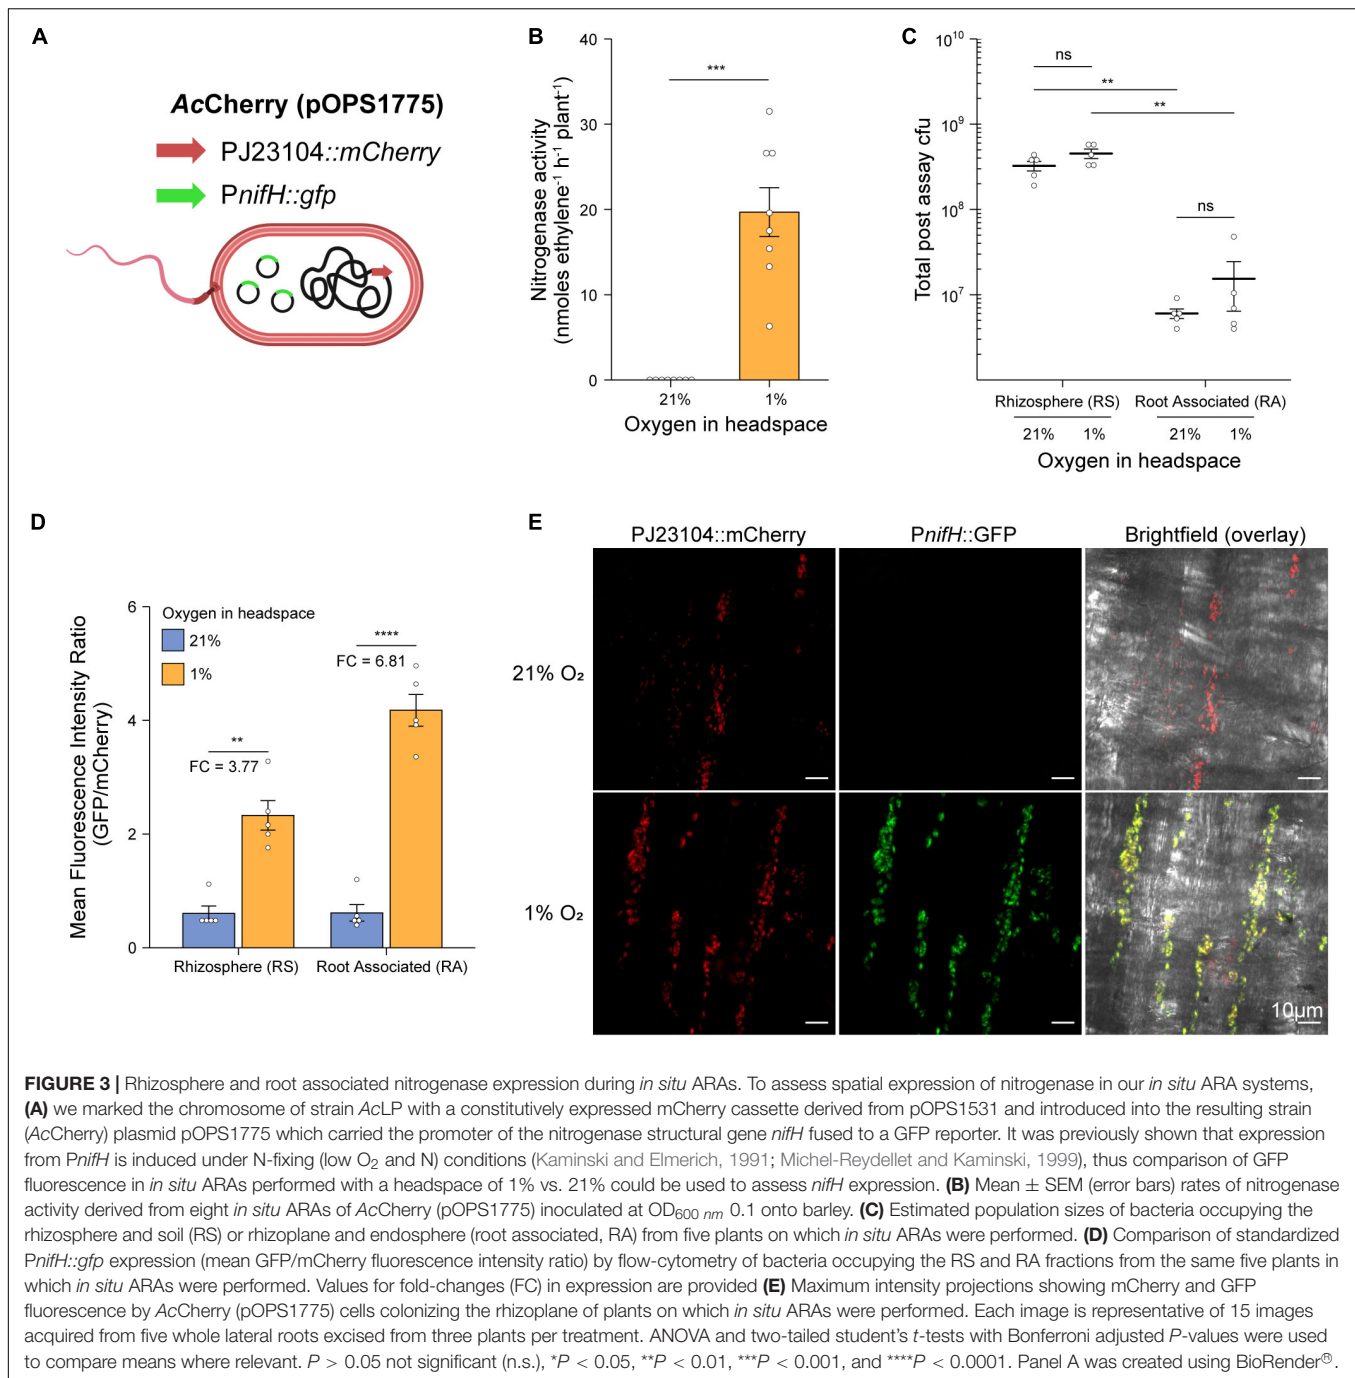 A
AcCherry (pOPS1775)
PJ23104::mCherry
PnifH::gfp
B
Nitrogenase activity
(nmoles ethylene⁻¹ h⁻¹ plant⁻¹)
40
30
20
10
0
***
21%
1%
Oxygen in headspace
C
Total post assay cfu
10¹⁰
10⁹
10⁸
10⁷
ns
**
**
ns
Rhizosphere (RS)
Root Associated (RA)
21%
1%
21%
1%
Oxygen in headspace
D
Mean Fluorescence Intensity Ratio
(GFP/mCherry)
6
4
2
0
Oxygen in headspace
21%
1%
**
FC = 3.77
****
FC = 6.81
Rhizosphere (RS)
Root Associated (RA)
E
PJ23104::mCherry
PnifH::GFP
Brightfield (overlay)
21% O₂
1% O₂
10µm
FIGURE 3 | Rhizosphere and root associated nitrogenase expression during in situ ARAs. To assess spatial expression of nitrogenase in our in situ ARA systems,
(A) we marked the chromosome of strain AcLP with a constitutively expressed mCherry cassette derived from pOPS1531 and introduced into the resulting strain
(AcCherry) plasmid pOPS1775 which carried the promoter of the nitrogenase structural gene nifH fused to a GFP reporter. It was previously shown that expression
from PnifH is induced under N-fixing (low O₂ and N) conditions (Kaminski and Elmerich, 1991; Michel-Reydellet and Kaminski, 1999), thus comparison of GFP
fluorescence in in situ ARAs performed with a headspace of 1% vs. 21% could be used to assess nifH expression. (B) Mean ± SEM (error bars) rates of nitrogenase
activity derived from eight in situ ARAs of AcCherry (pOPS1775) inoculated at OD₆₀₀ nm 0.1 onto barley. (C) Estimated population sizes of bacteria occupying the
rhizosphere and soil (RS) or rhizoplane and endosphere (root associated, RA) from five plants on which in situ ARAs were performed. (D) Comparison of standardized
PnifH::gfp expression (mean GFP/mCherry fluorescence intensity ratio) by flow-cytometry of bacteria occupying the RS and RA fractions from the same five plants in
which in situ ARAs were performed. Values for fold-changes (FC) in expression are provided (E) Maximum intensity projections showing mCherry and GFP
fluorescence by AcCherry (pOPS1775) cells colonizing the rhizoplane of plants on which in situ ARAs were performed. Each image is representative of 15 images
acquired from five whole lateral roots excised from three plants per treatment. ANOVA and two-tailed student's t-tests with Bonferroni adjusted P-values were used
to compare means where relevant. P > 0.05 not significant (n.s.), *P < 0.05, **P < 0.01, ***P < 0.001, and ****P < 0.0001. Panel A was created using BioRender®.